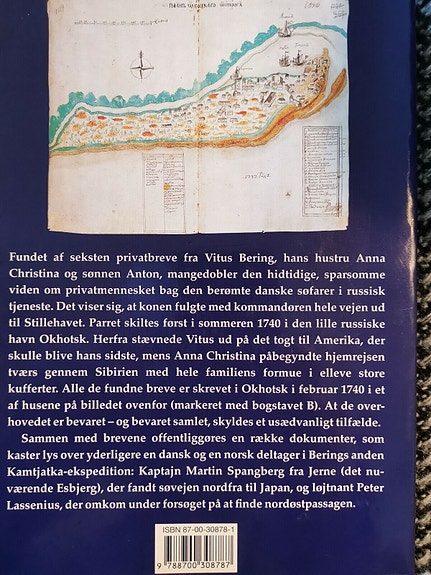 Fundet af seksten privatbreve fra Vitus Bering, hans hustru Anna
Christina og sønnen Anton, mangedobler den hidtidige, sparsomme
viden om privatmennesket bag den berømte danske søfarer i russisk
tjeneste. Det viser sig, at konen fulgte med kommandøren hele vejen ud
til Stillehavet. Parret skiltes først i sommeren 1740 i den lille russiske
havn Okhotsk. Herfra stævnede Vitus ud på det togt til Amerika, der
skulle blive hans sidste, mens Anna Christina påbegyndte hjemrejsen
tværs gennem Sibirien med hele familiens formue i elleve store
kufferter. Alle de fundne breve er skrevet i Okhotsk i februar 1740 i et
af husene på billedet ovenfor (markeret med bogstavet B). At de over-
hovedet er bevaret – og bevaret samlet, skyldes et usædvanligt tilfælde.
Sammen med brevene offentliggøres en række dokumenter, som
kaster lys over yderligere en dansk og en norsk deltager i Berings anden
Kamtjatka-ekspedition: Kaptajn Martin Spangberg fra Jerne (det nu-
værende Esbjerg), der fandt søvejen nordfra til Japan, og løjtnant Peter
Lassenius, der omkom under forsøget på at finde nordøstpassagen.
ISBN 87-00-30878-1
9 788700 308787